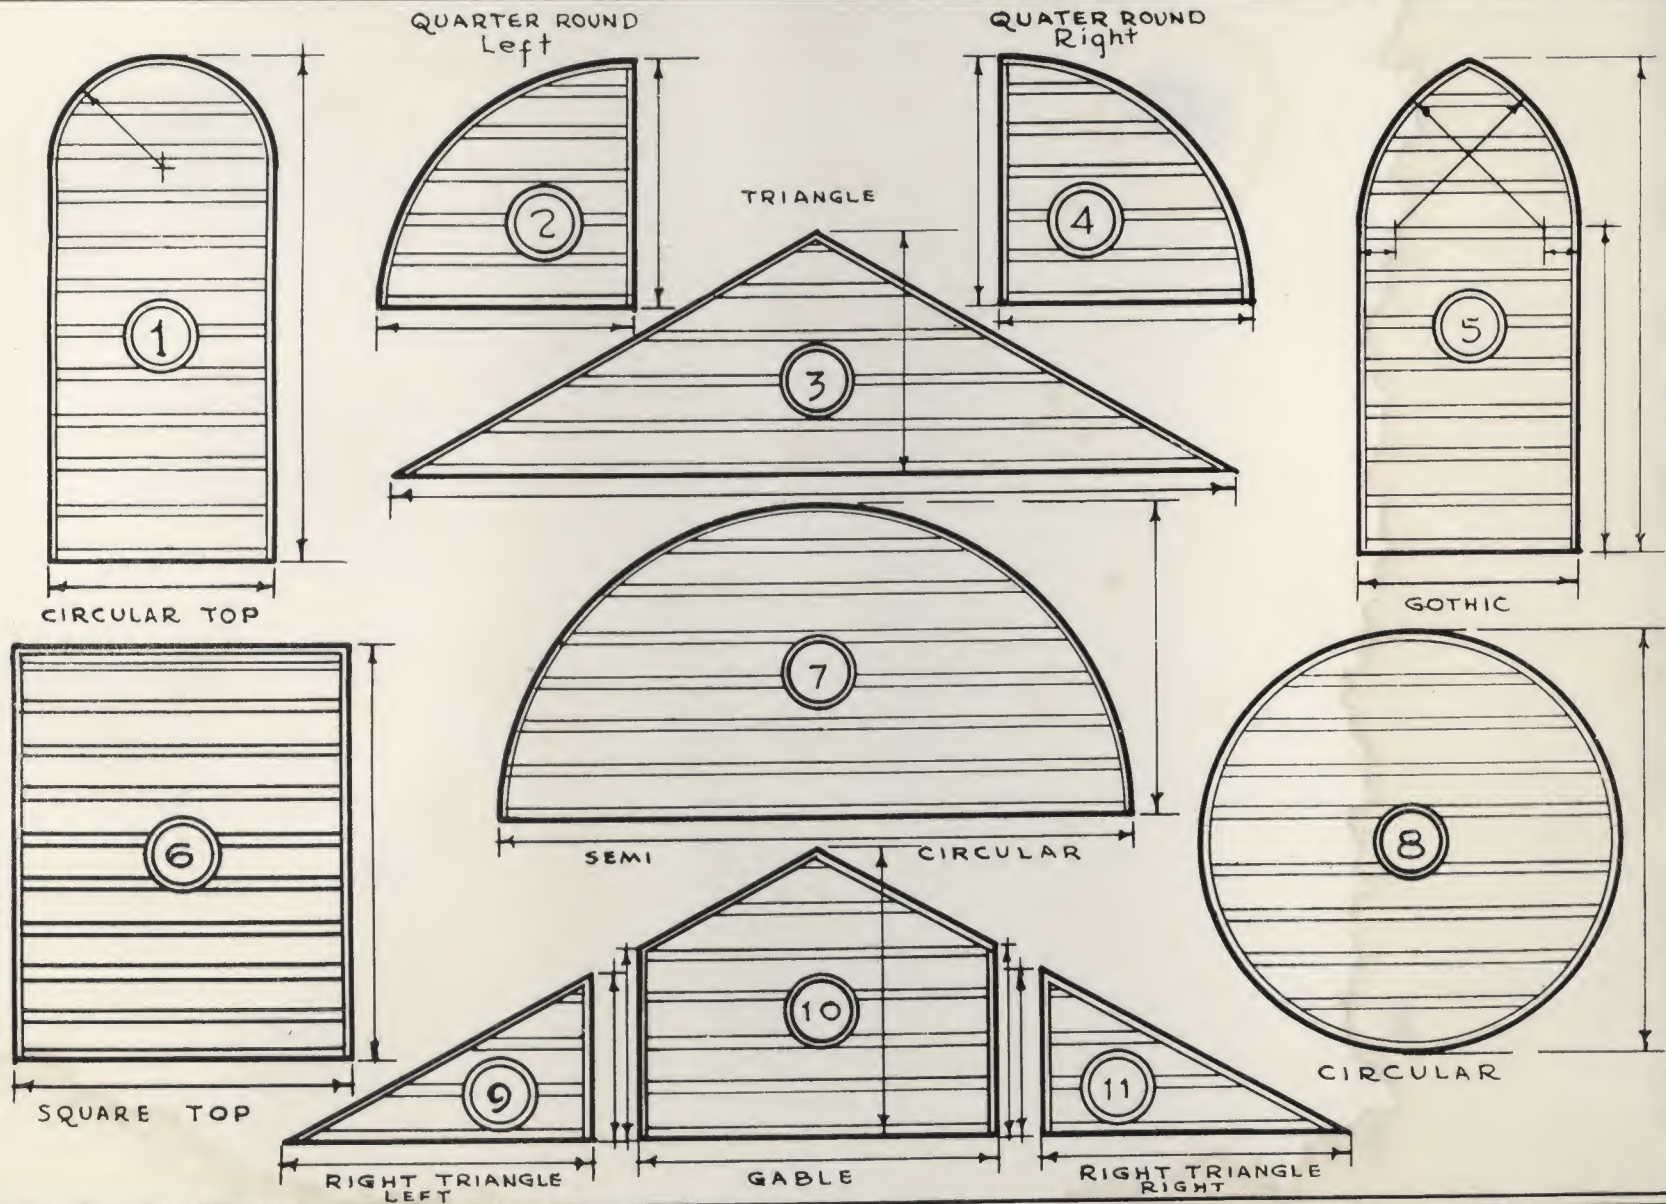 QUARTER ROUND
Left
QUATER ROUND
Right
TRIANGLE
1
2
3
4
5
CIRCULAR TOP
GOTHIC
6
7
8
SEMI CIRCULAR
9
10
11
SQUARE TOP
CIRCULAR
RIGHT TRIANGLE
LEFT
GABLE
RIGHT TRIANGLE
RIGHT